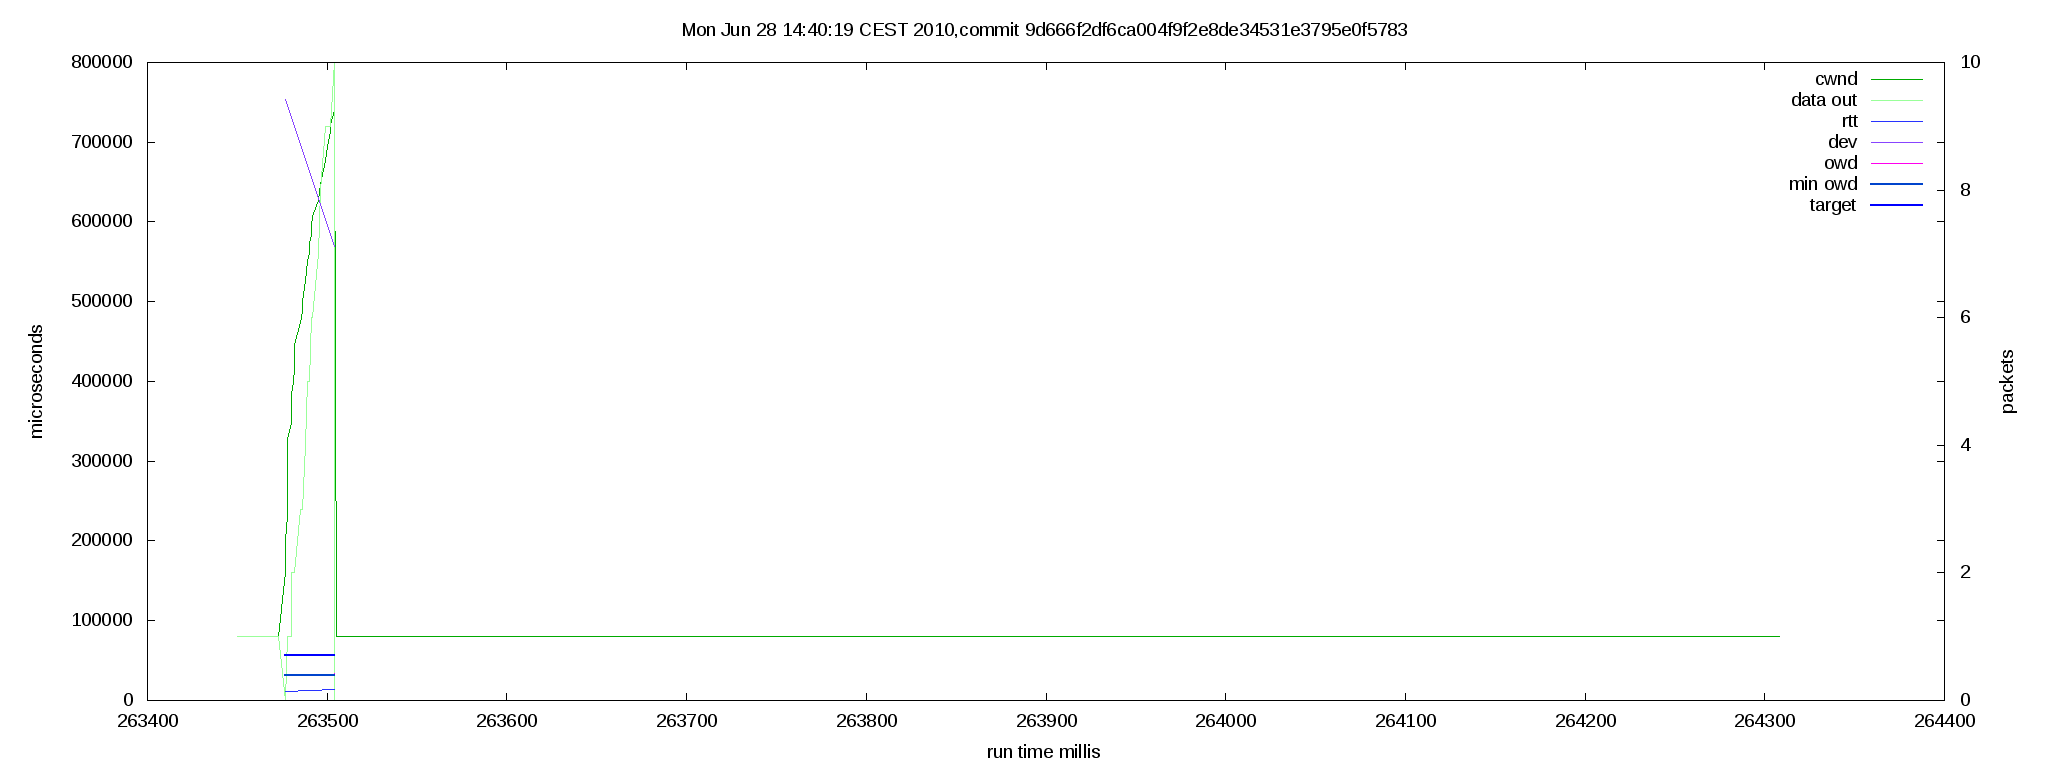 Mon Jun 28 14:40:19 CEST 2010,commit 9d666f2df6ca004f9f2e8de34531e3795e0f5783
cwnd
data out
rtt
dev
owd
min owd
target
microseconds
800000
700000
600000
500000
400000
300000
200000
100000
0
10
8
6
4
2
0
packets
263400 263500 263600 263700 263800 263900 264000 264100 264200 264300 264400
run time millis